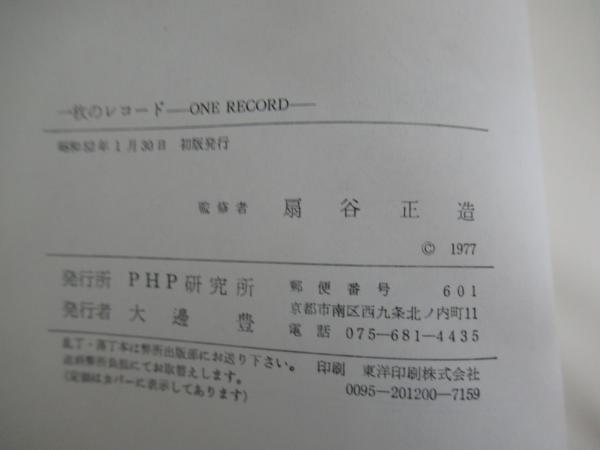 一枚のレコード—ONE RECORD—
昭和52年1月30日 初版発行
監修者 扇谷正造
© 1977
発行所 PHP研究所
発行者 大邊豊
郵便番号 601
京都市南区西九条北ノ内町11
電話 075-681-4435
乱丁・落丁本は弊所出版部にお送り下さい。
送料弊所負担にてお取替えします。
(定価はカバーに表示してあります)
印刷 東洋印刷株式会社
0095-201200-7159